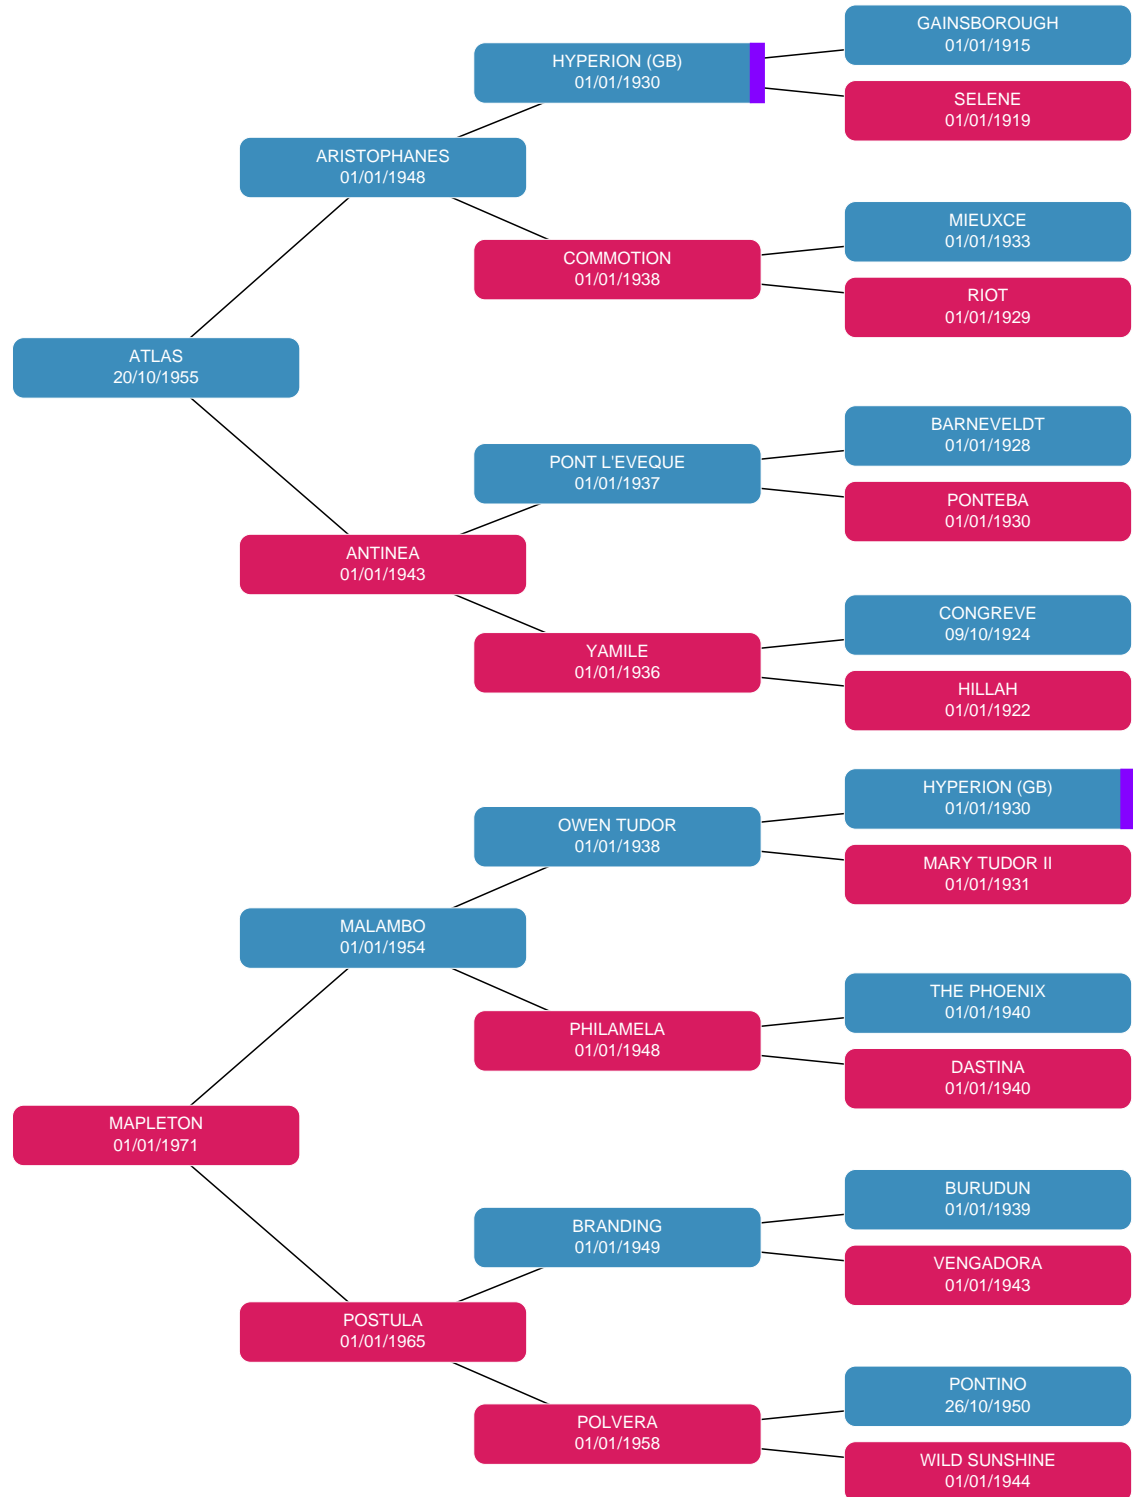 GAINSBOROUGH
01/01/1915
HYPERION (GB)
01/01/1930
SELENE
01/01/1919
ARISTOPHANES
01/01/1948
MIEUXCE
01/01/1933
COMMOTION
01/01/1938
RIOT
01/01/1929
ATLAS
20/10/1955
BARNEVELDT
01/01/1928
PONT L'EVEQUE
01/01/1937
PONTEBA
01/01/1930
ANTINEA
01/01/1943
CONGREVE
09/10/1924
YAMILE
01/01/1936
HILLAH
01/01/1922
HYPERION (GB)
01/01/1930
OWEN TUDOR
01/01/1938
MARY TUDOR II
01/01/1931
MALAMBO
01/01/1954
THE PHOENIX
01/01/1940
PHILAMELA
01/01/1948
DASTINA
01/01/1940
MAPLETON
01/01/1971
BURUDUN
01/01/1939
BRANDING
01/01/1949
VENGADORA
01/01/1943
POSTULA
01/01/1965
PONTINO
26/10/1950
POLVERA
01/01/1958
WILD SUNSHINE
01/01/1944